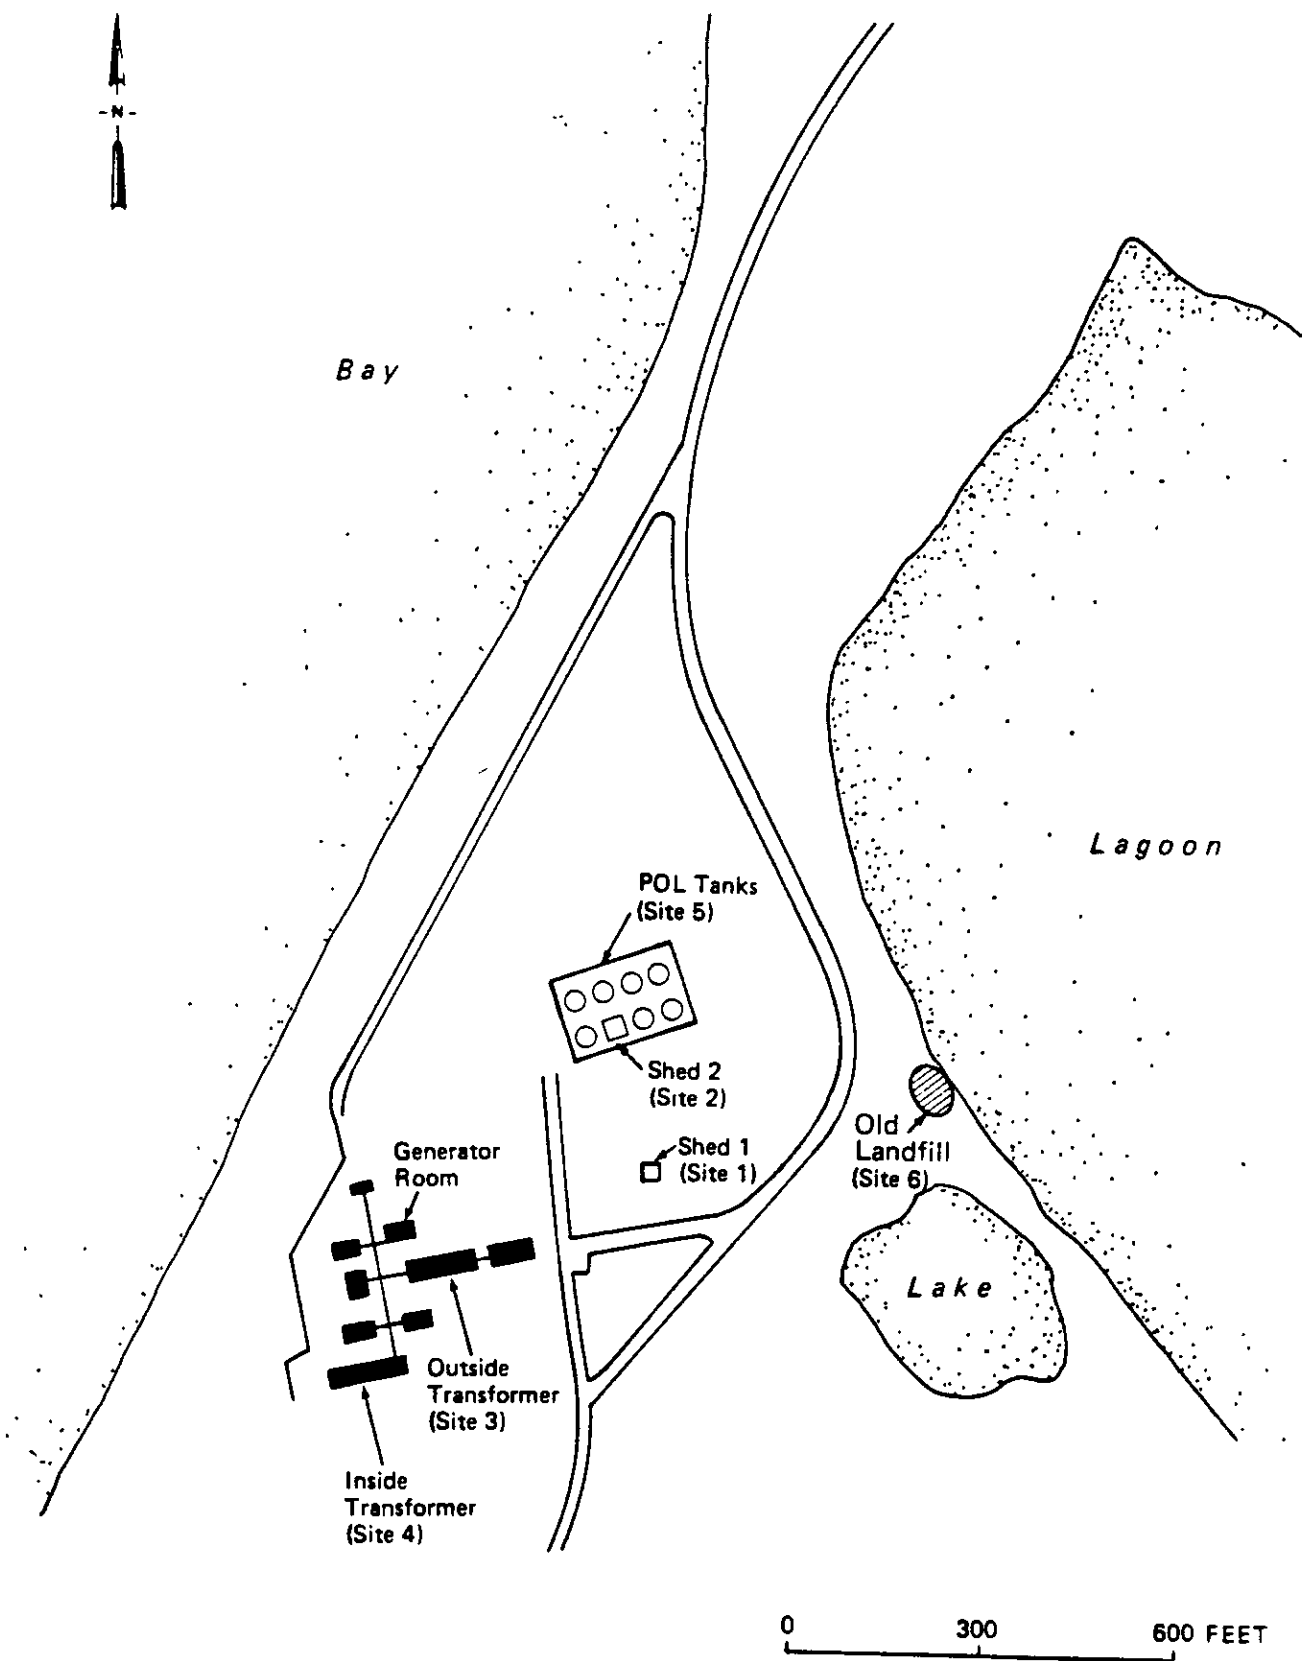 -N-
Bay
Lagoon
POL Tanks
(Site 5)
Shed 2
(Site 2)
Shed 1
(Site 1)
Old
Landfill
(Site 6)
Generator
Room
Lake
Outside
Transformer
(Site 3)
Inside
Transformer
(Site 4)
0 300 600 FEET